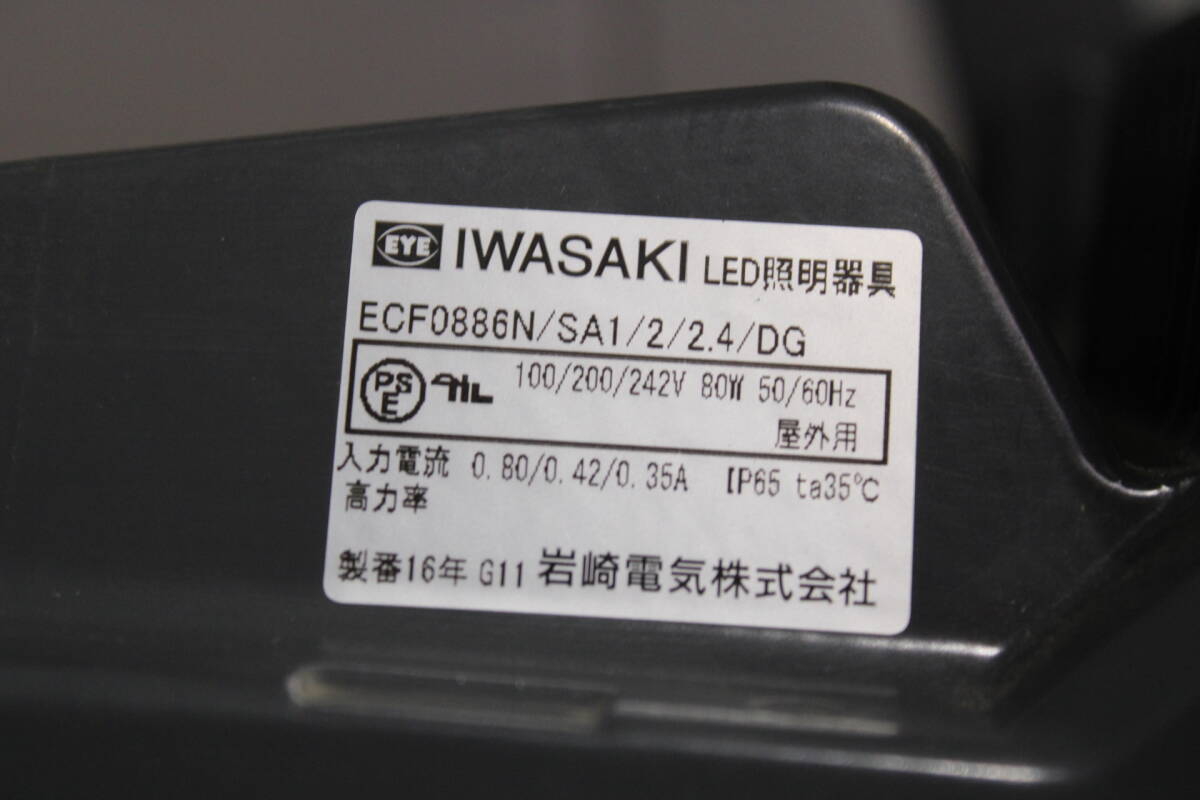 EYE IWASAKI LED照明器具
ECF0886N/SA1/2/2.4/DG
PSE 100/200/242V 80W 50/60Hz
屋外用
入力電流 0.80/0.42/0.35A IP65 ta35℃
高力率
製番16年 G11 岩崎電気株式会社